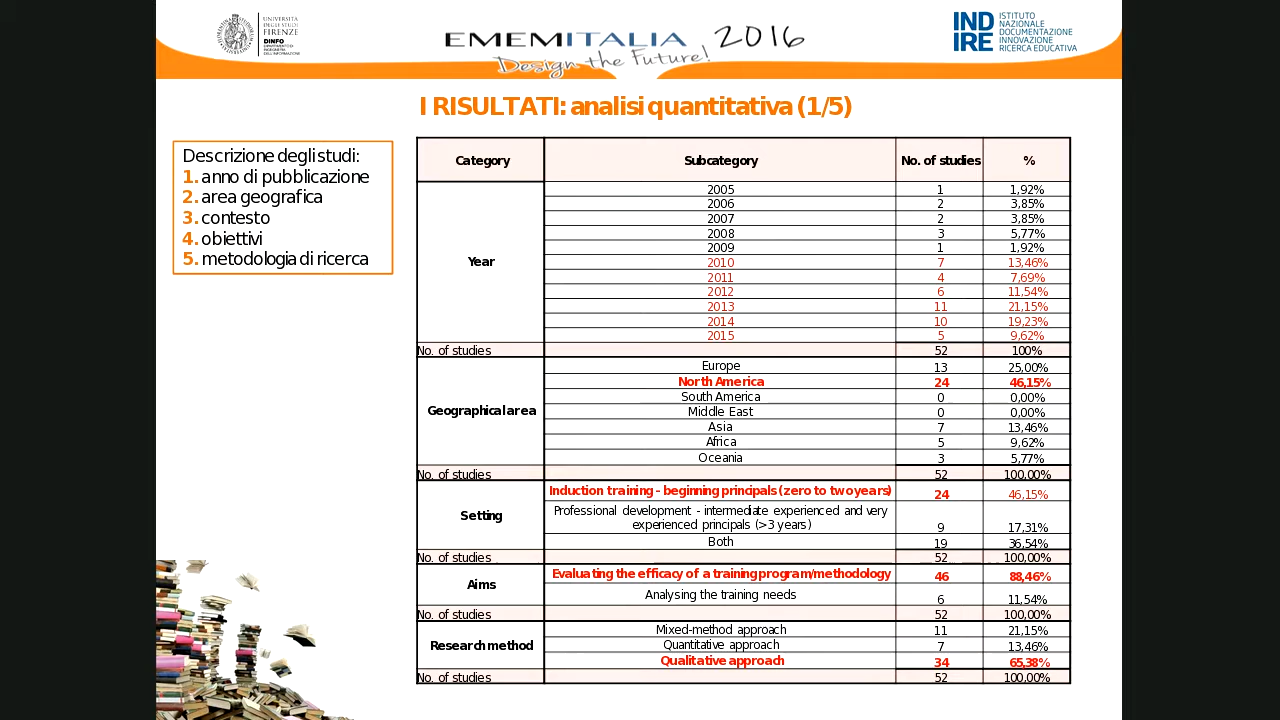 UNIVERSITÀ
DEGLI STUDI
FIRENZE
DINFO
DIPARTIMENTO DI
INGEGNERIA
DELL'INFORMAZIONE
EMEMITALIA 2016
Design the Future!
INDIRE
ISTITUTO
NAZIONALE
DOCUMENTAZIONE
INNOVAZIONE
RICERCA EDUCATIVA
I RISULTATI: analisi quantitativa (1/5)
Descrizione degli studi:
1. anno di pubblicazione
2. area geografica
3. contesto
4. obiettivi
5. metodologia di ricerca
Category Subcategory No. of studies %
Year
2005 1 1,92%
2006 2 3,85%
2007 2 3,85%
2008 3 5,77%
2009 1 1,92%
2010 7 13,46%
2011 4 7,69%
2012 6 11,54%
2013 11 21,15%
2014 10 19,23%
2015 5 9,62%
No. of studies 52 100%
Geographical area
Europe 13 25,00%
North America 24 46,15%
South America 0 0,00%
Middle East 0 0,00%
Asia 7 13,46%
Africa 5 9,62%
Oceania 3 5,77%
No. of studies 52 100,00%
Setting
Induction training - beginning principals (zero to two years) 24 46,15%
Professional development - intermediate experienced and very
experienced principals (>3 years) 9 17,31%
Both 19 36,54%
No. of studies 52 100,00%
Aims
Evaluating the efficacy of a training program/methodology 46 88,46%
Analysing the training needs 6 11,54%
No. of studies 52 100,00%
Research method
Mixed-method approach 11 21,15%
Quantitative approach 7 13.46%
Qualitative approach 34 65,38%
No. of studies 52 100,00%